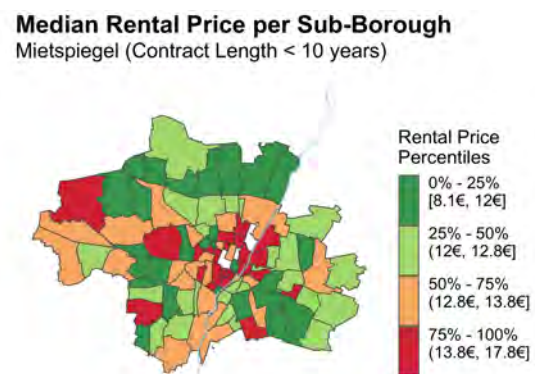 Median Rental Price per Sub-Borough
Mietspiegel (Contract Length < 10 years)
Rental Price
Percentiles
0% - 25%
[8.1€, 12€]
25% - 50%
(12€, 12.8€]
50% - 75%
(12.8€, 13.8€]
75% - 100%
(13.8€, 17.8€]